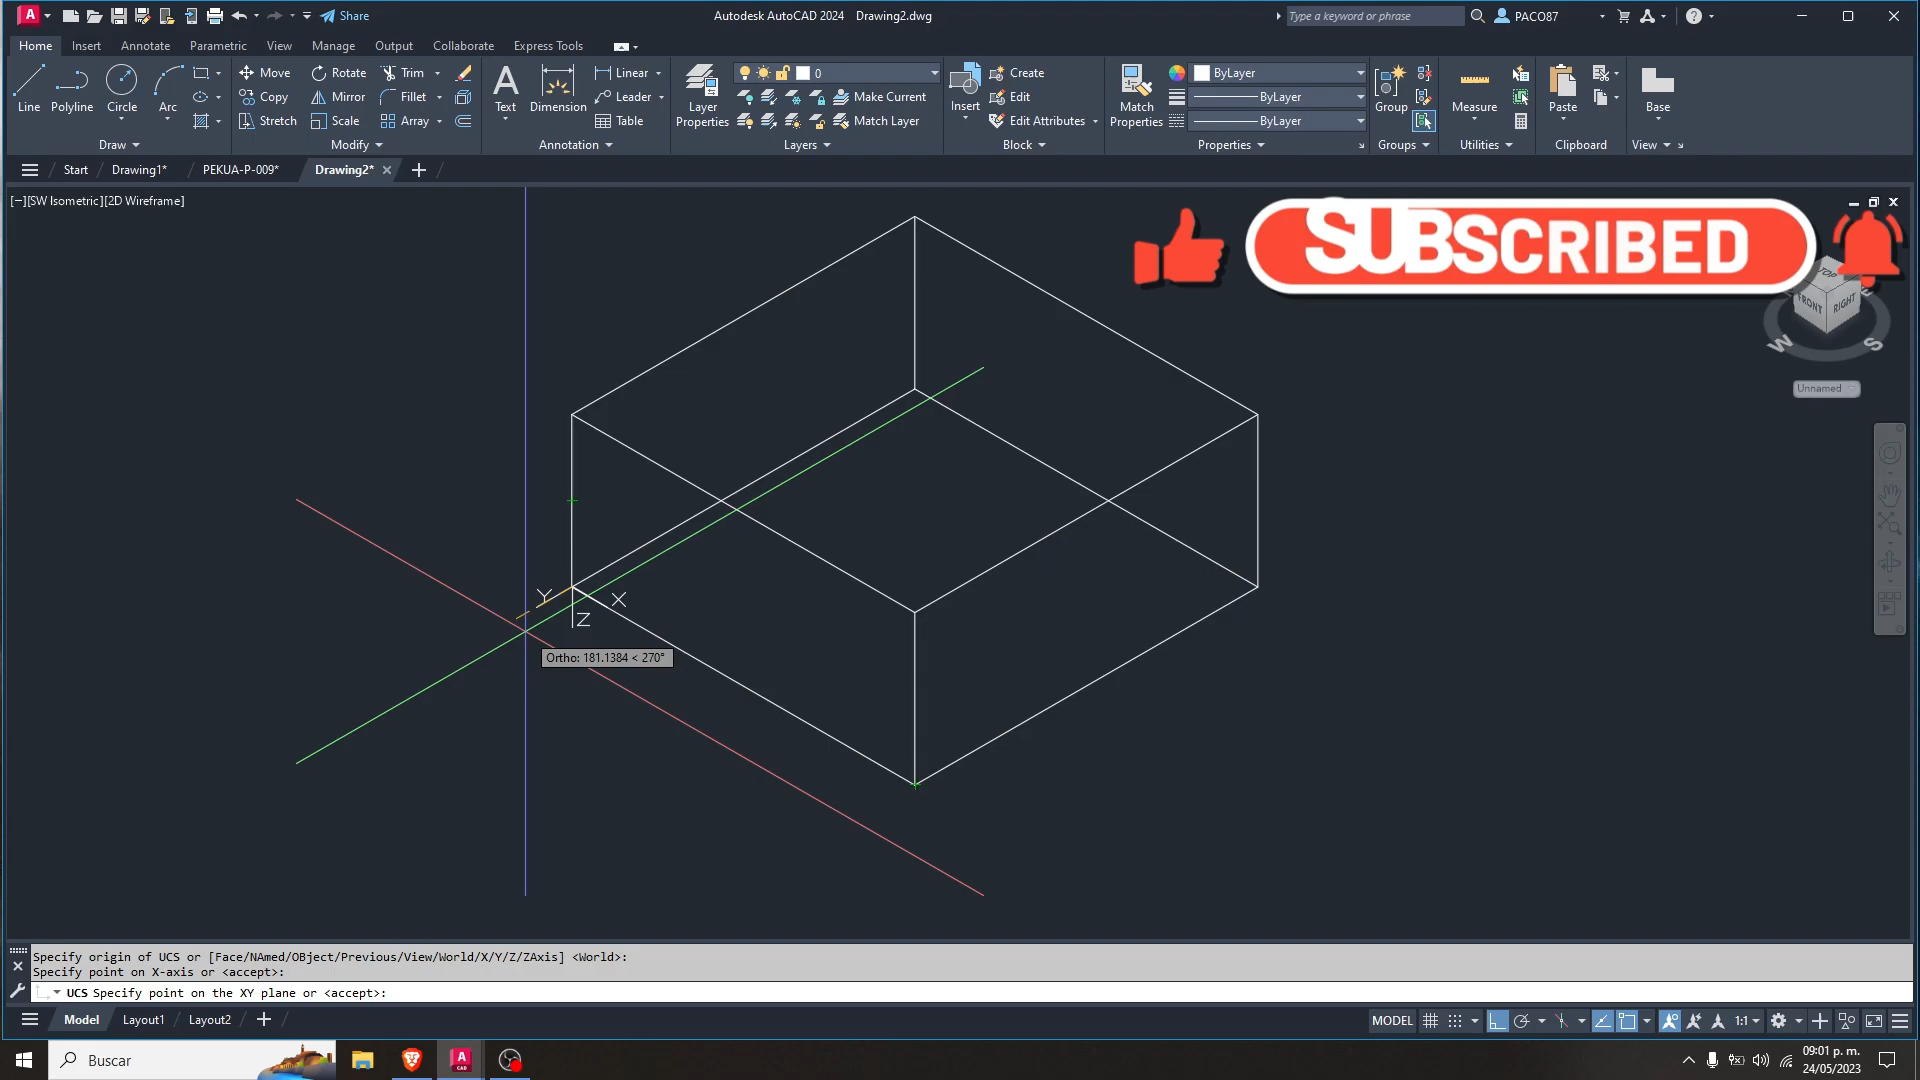 A
Share
Autodesk AutoCAD 2024 Drawing2.dwg
Type a keyword or phrase
PACO87
Home Insert Annotate Parametric View Manage Output Collaborate Express Tools
Line Polyline Circle Arc
Move Rotate Trim
Copy Mirror Fillet
Stretch Scale Array
Text Dimension
Linear
Leader
Table
Layer Properties
0
Make Current
Match Layer
Insert
Create
Edit
Edit Attributes
Match Properties
ByLayer
ByLayer
ByLayer
Group
Measure
Paste
Base
Draw Modify Annotation Layers Block Properties Groups Utilities Clipboard View
Start Drawing1* PEKUA-P-009* Drawing2*
[−][SW Isometric][2D Wireframe]
SUBSCRIBED
TOP
FRONT RIGHT
W S
Unnamed
Y X
Z
Ortho: 181.1384 < 270°
Specify origin of UCS or [Face/NAmed/OBject/Previous/View/World/X/Y/Z/ZAxis] <World>:
Specify point on X-axis or <accept>:
UCS Specify point on the XY plane or <accept>:
Model Layout1 Layout2
MODEL
1:1
Buscar
A
CAD
09:01 p. m.
24/05/2023